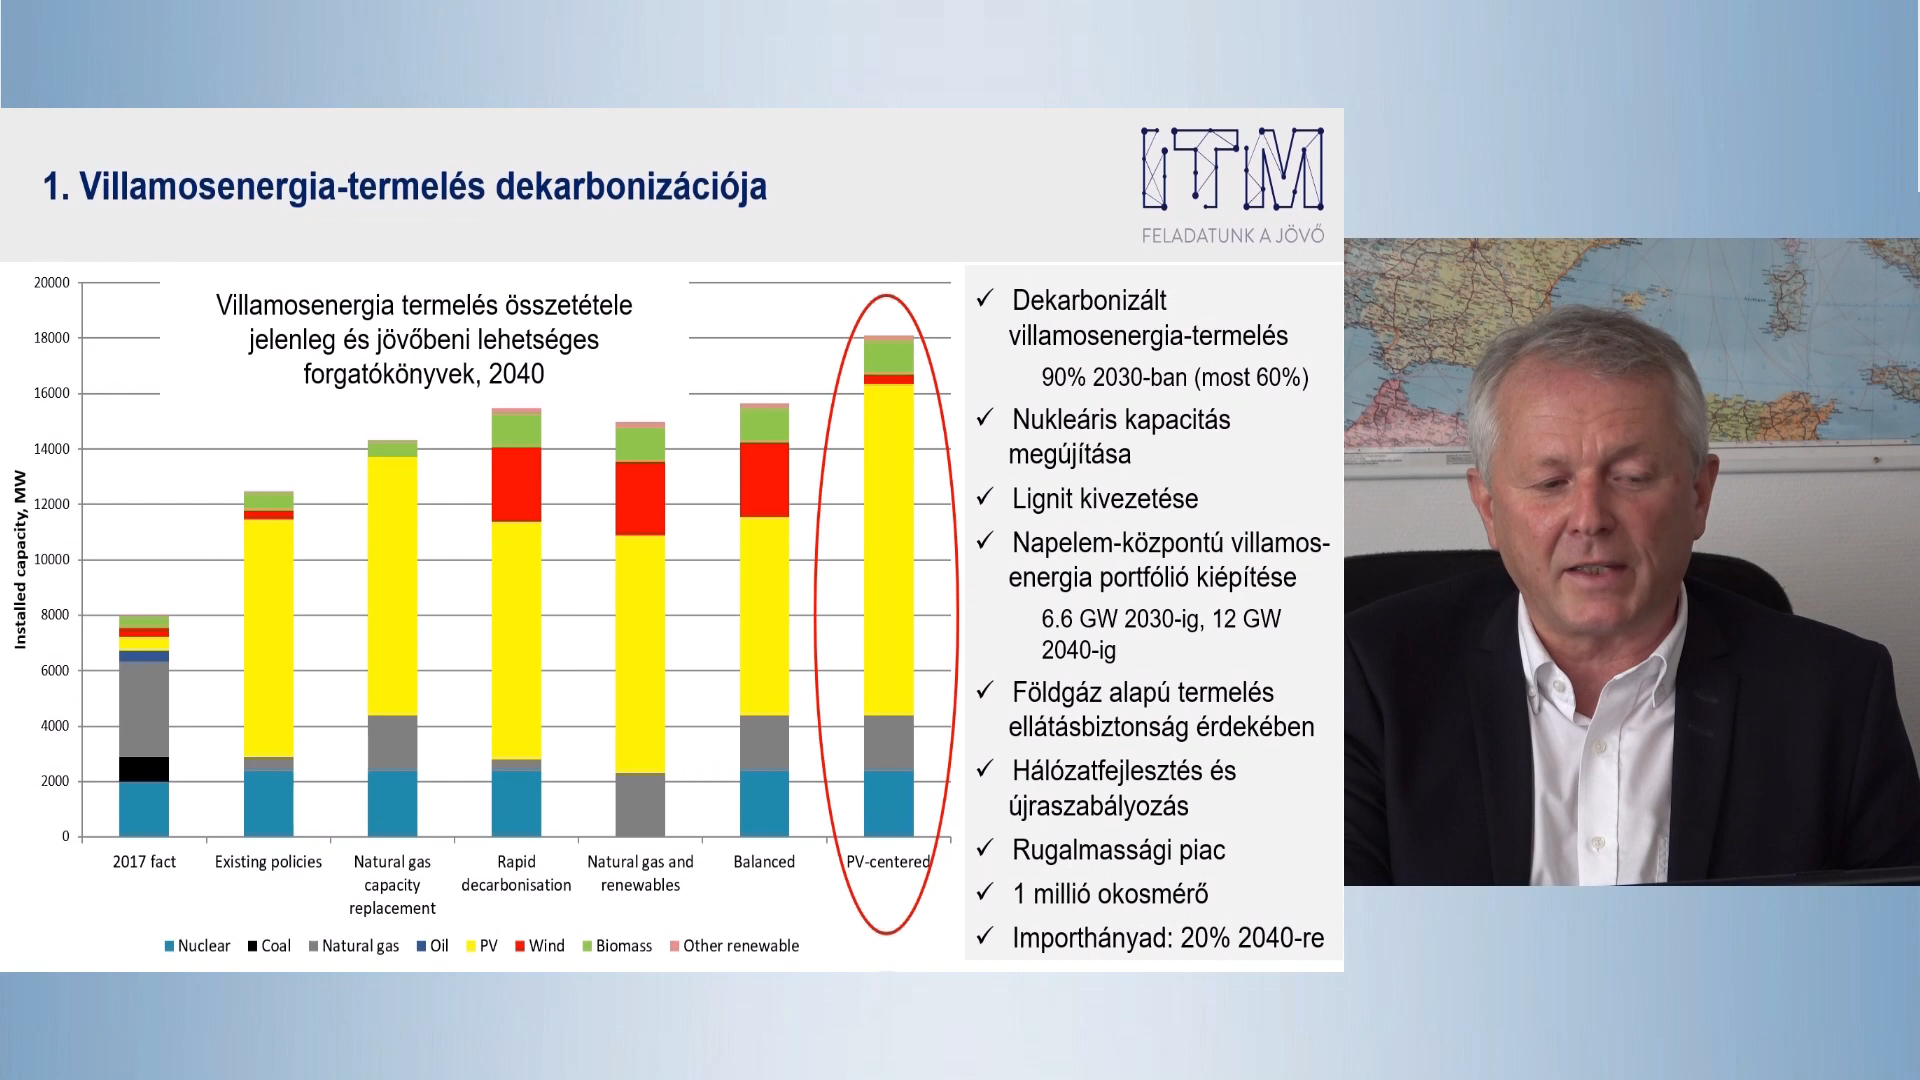 1. Villamosenergia-termelés dekarbonizációja
ITM
FELADATUNK A JÖVŐ
Villamosenergia termelés összetétele
jelenleg és jövőbeni lehetséges
forgatókönyvek, 2040
Installed capacity, MW
20000
18000
16000
14000
12000
10000
8000
6000
4000
2000
0
2017 fact
Existing policies
Natural gas
capacity
replacement
Rapid
decarbonisation
Natural gas and
renewables
Balanced
PV-centered
Nuclear
Coal
Natural gas
Oil
PV
Wind
Biomass
Other renewable
✓ Dekarbonizált
villamosenergia-termelés
90% 2030-ban (most 60%)
✓ Nukleáris kapacitás
megújítása
✓ Lignit kivezetése
✓ Napelem-központú villamos-
energia portfólió kiépítése
6.6 GW 2030-ig, 12 GW
2040-ig
✓ Földgáz alapú termelés
ellátásbiztonság érdekében
✓ Hálózatfejlesztés és
újraszabályozás
✓ Rugalmassági piac
✓ 1 millió okosmérő
✓ Importhányad: 20% 2040-re